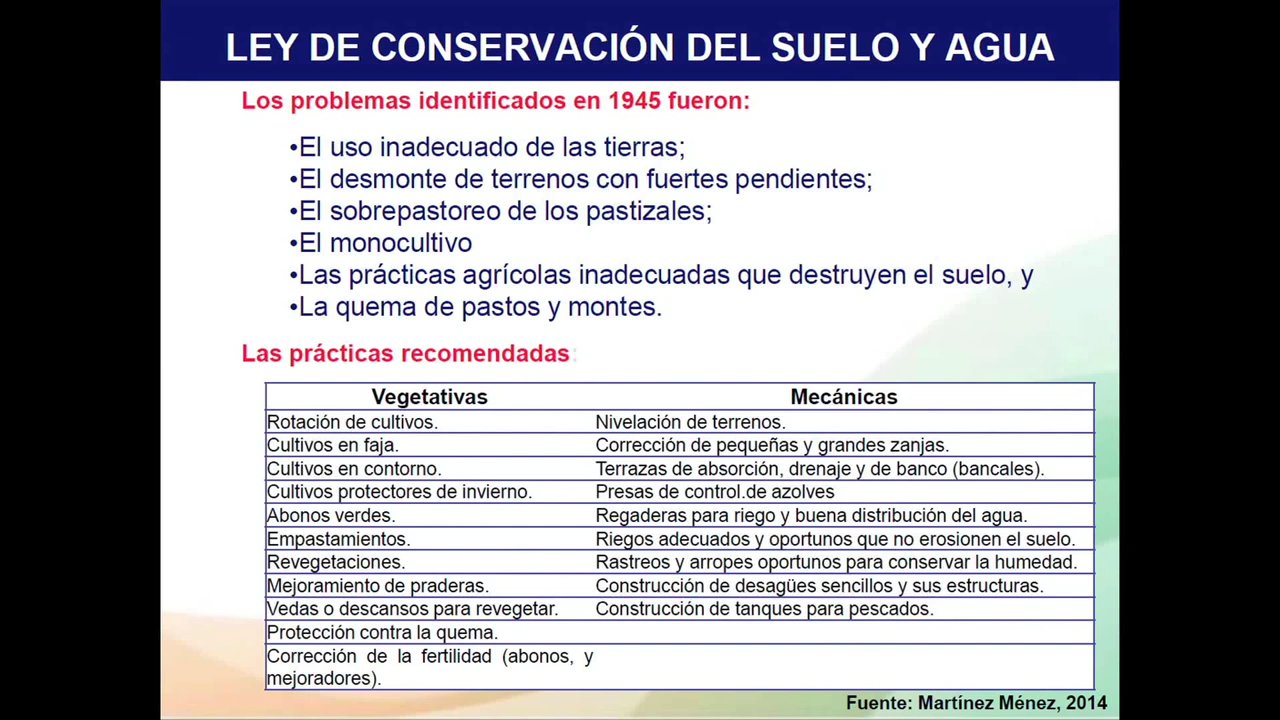 LEY DE CONSERVACIÓN DEL SUELO Y AGUA
Los problemas identificados en 1945 fueron:
•El uso inadecuado de las tierras;
•El desmonte de terrenos con fuertes pendientes;
•El sobrepastoreo de los pastizales;
•El monocultivo
•Las prácticas agrícolas inadecuadas que destruyen el suelo, y
•La quema de pastos y montes.
Las prácticas recomendadas:
Vegetativas Mecánicas
Rotación de cultivos. Nivelación de terrenos.
Cultivos en faja. Corrección de pequeñas y grandes zanjas.
Cultivos en contorno. Terrazas de absorción, drenaje y de banco (bancales).
Cultivos protectores de invierno. Presas de control.de azolves
Abonos verdes. Regaderas para riego y buena distribución del agua.
Empastamientos. Riegos adecuados y oportunos que no erosionen el suelo.
Revegetaciones. Rastreos y arropes oportunos para conservar la humedad.
Mejoramiento de praderas. Construcción de desagües sencillos y sus estructuras.
Vedas o descansos para revegetar. Construcción de tanques para pescados.
Protección contra la quema.
Corrección de la fertilidad (abonos, y
mejoradores).
Fuente: Martínez Ménez, 2014